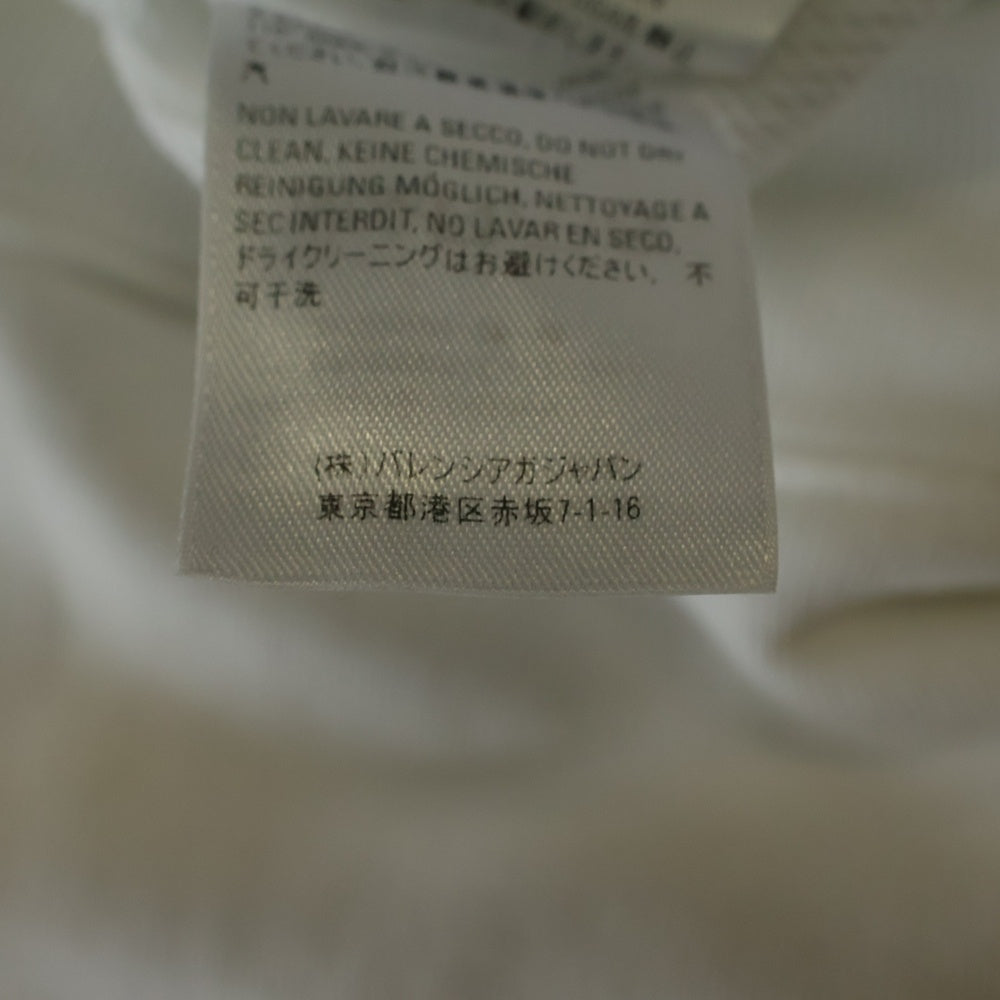 汽
NON LAVARE A SECCO, DO NOT DRY
CLEAN, KEINE CHEMISCHE
REINIGUNG MÖGLICH, NETTOYAGE A
SEC INTERDIT, NO LAVAR EN SECO,
ドライクリーニングはお避けください, 不
可干洗
(株)バレンシアガジャパン
東京都港区赤坂7-1-16